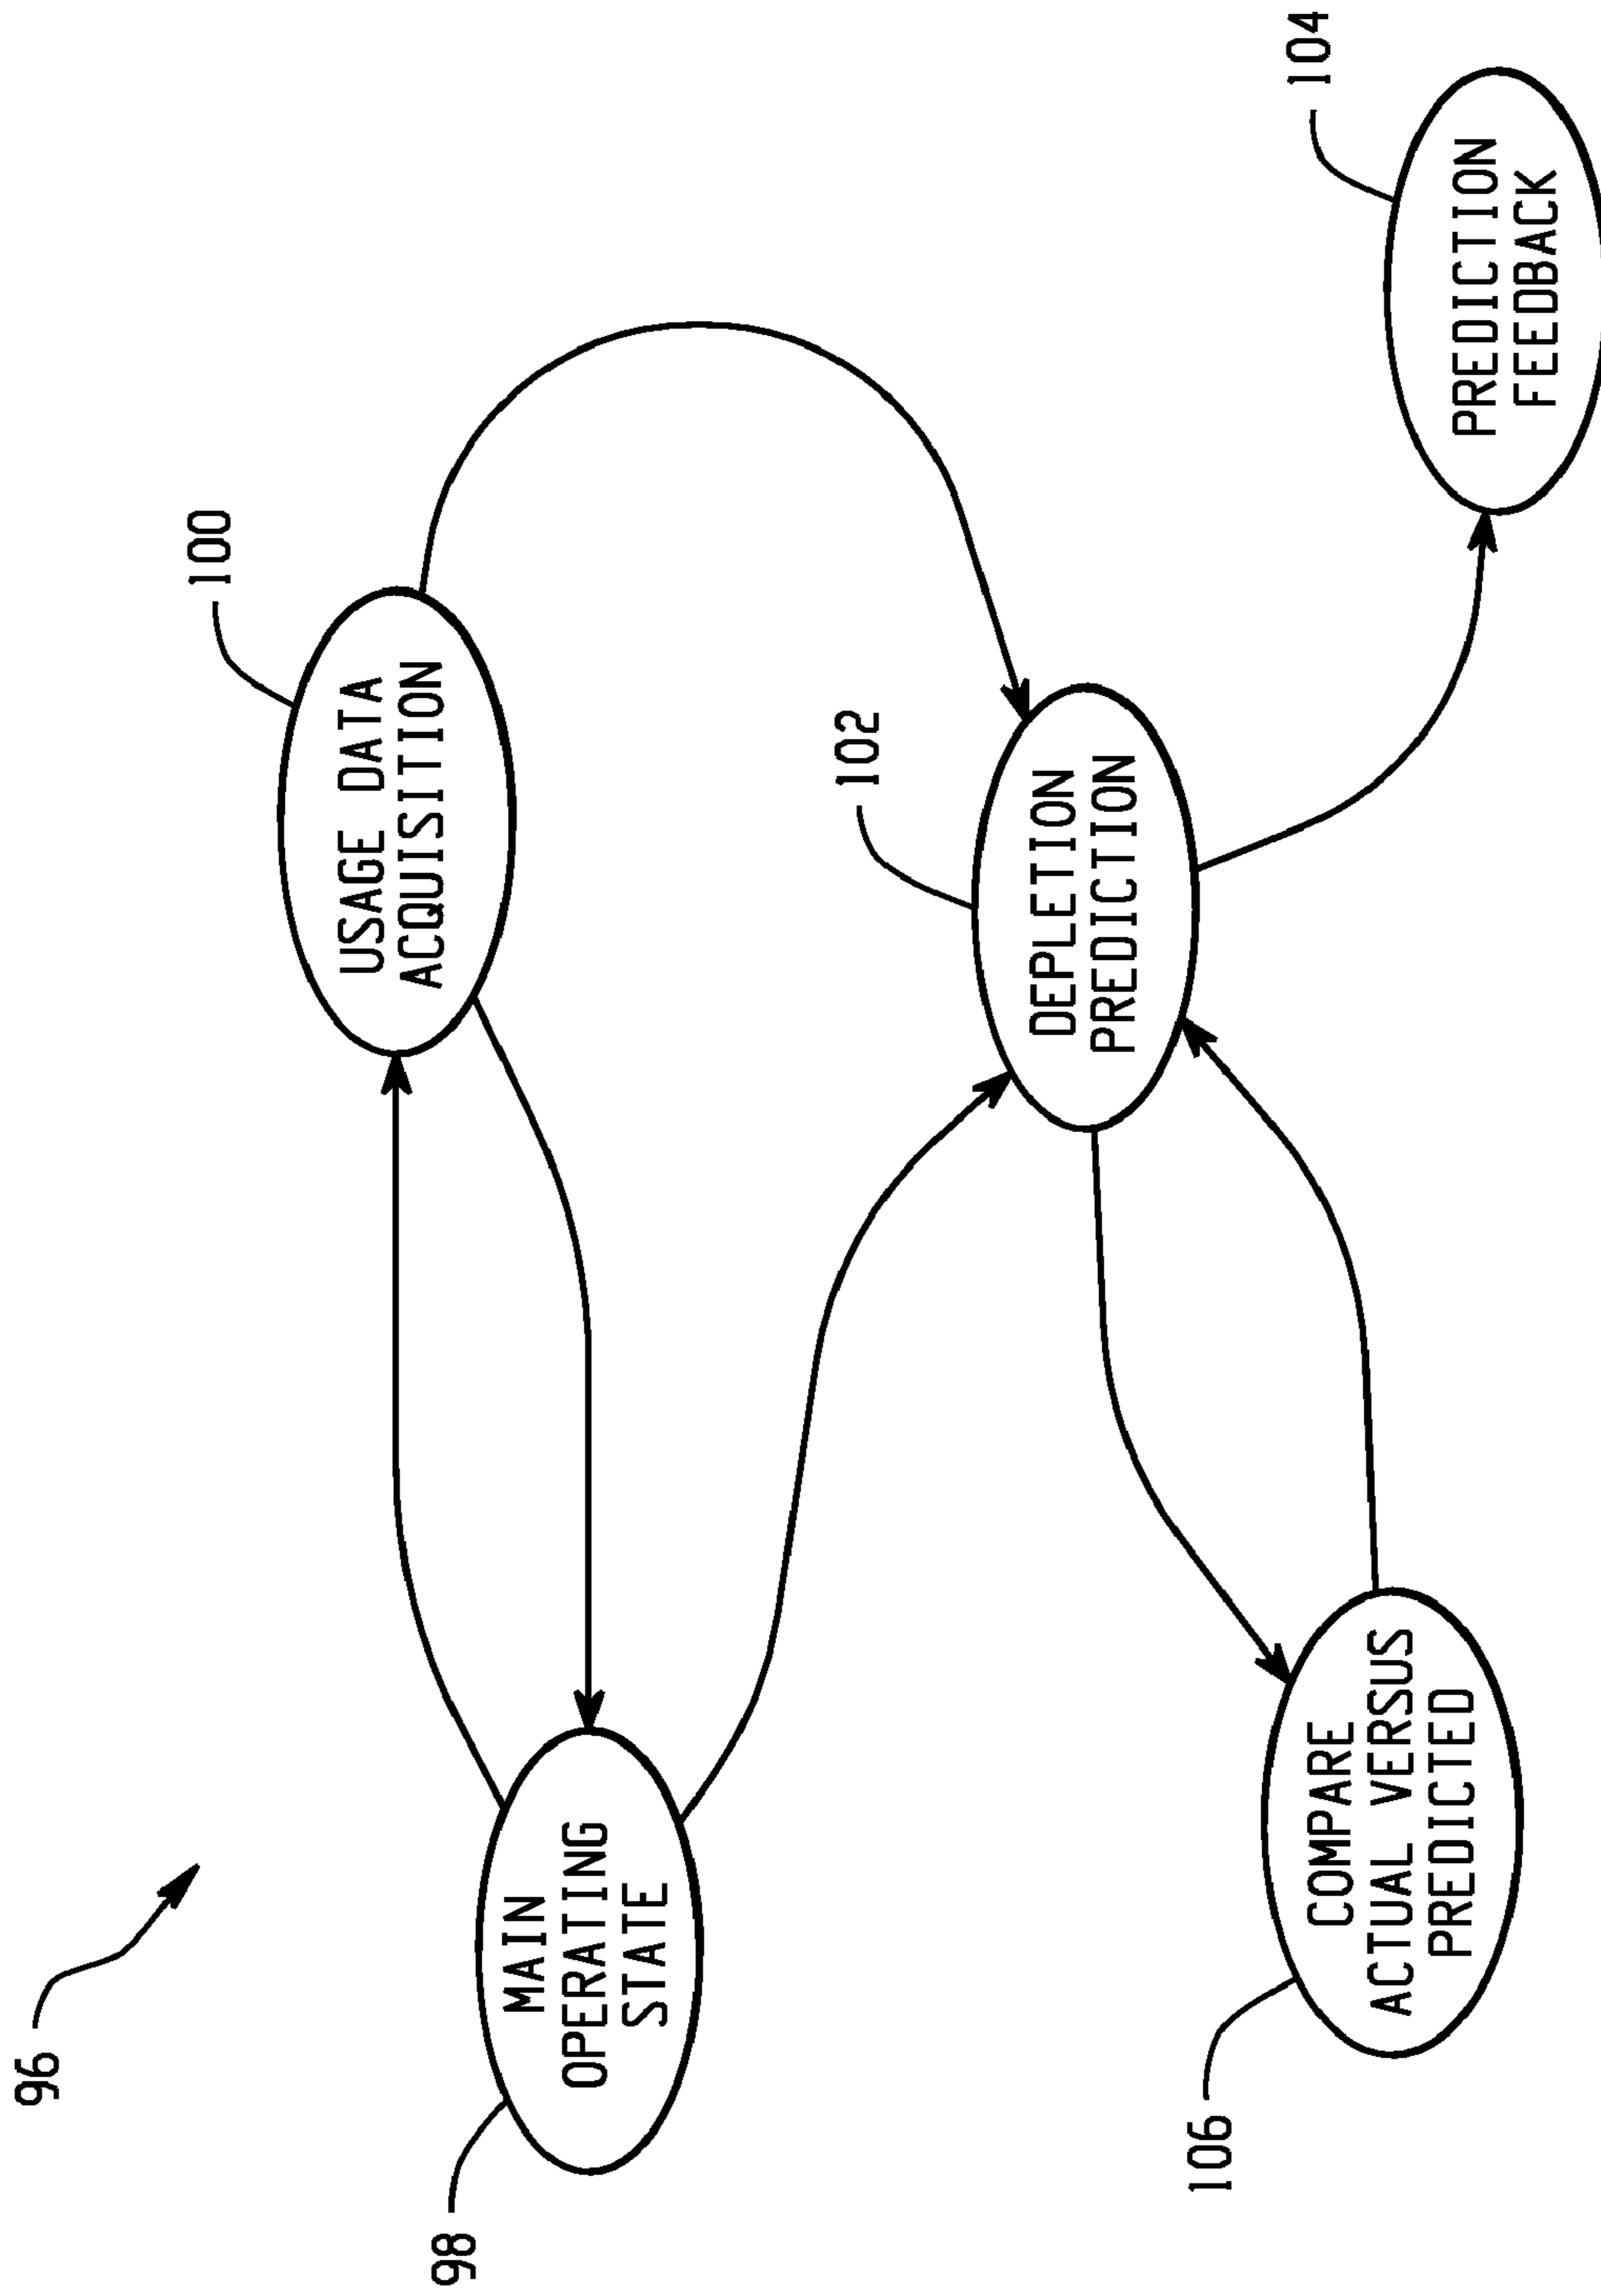 96
100
USAGE DATA
ACQUISITION
98
MAIN
OPERATING
STATE
102
DEPLETION
PREDICTION
106
COMPARE
ACTUAL VERSUS
PREDICTED
104
PREDICTION
FEEDBACK